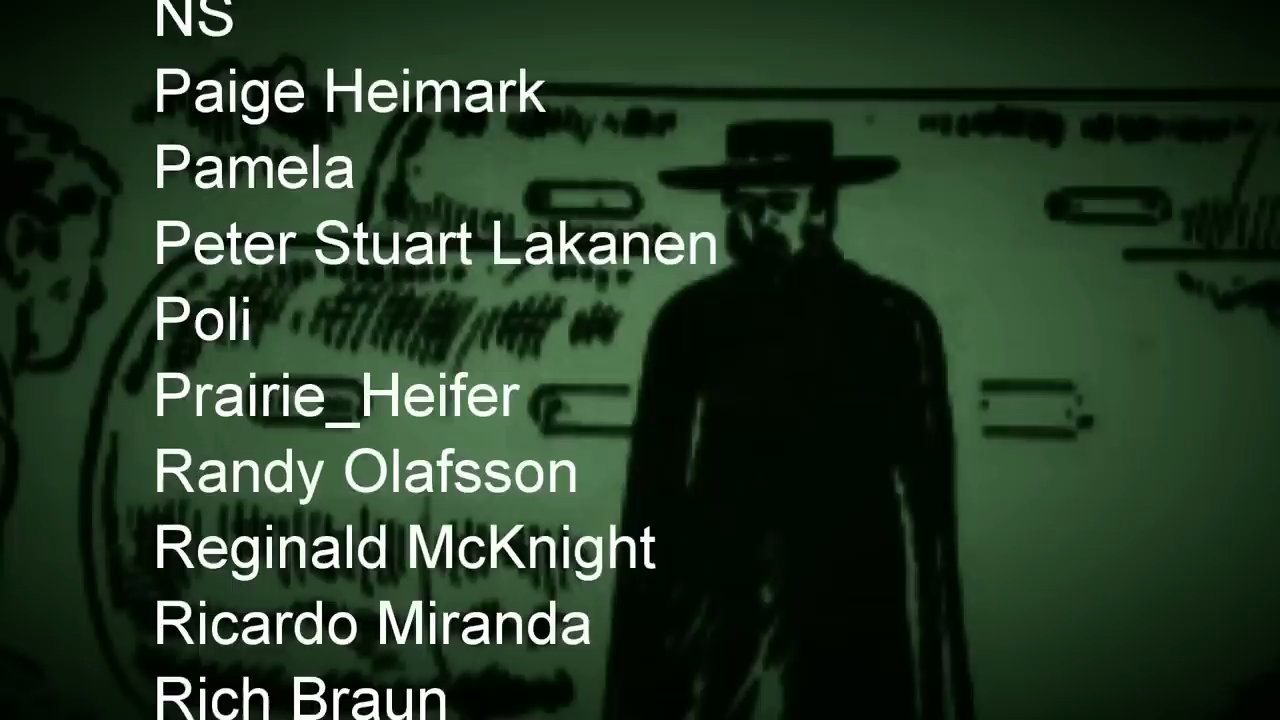 NS
Paige Heimark
Pamela
Peter Stuart Lakanen
Poli
Prairie_Heifer
Randy Olafsson
Reginald McKnight
Ricardo Miranda
Rich Braun